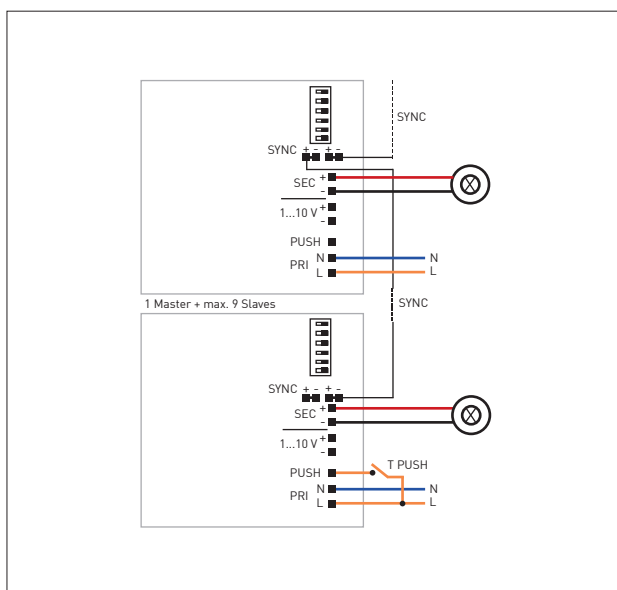 SYNC
SYNC + - + -
SEC +
-
1...10 V +
-
PUSH
PRI N N
L L
1 Master + max. 9 Slaves
SYNC
SYNC + - + -
SEC +
-
1...10 V +
-
PUSH T PUSH
PRI N N
L L